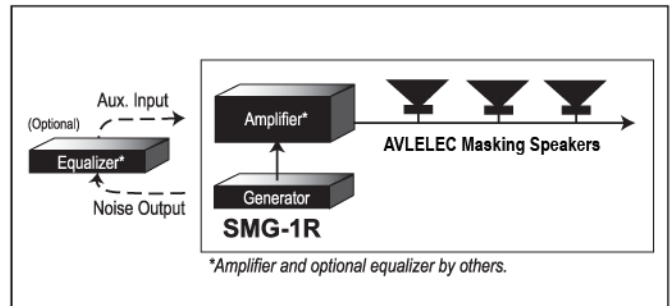 Aux. Input
(Optional)
Equalizer*
Noise Output
Amplifier*
AVLELEC Masking Speakers
Generator
SMG-1R
*Amplifier and optional equalizer by others.